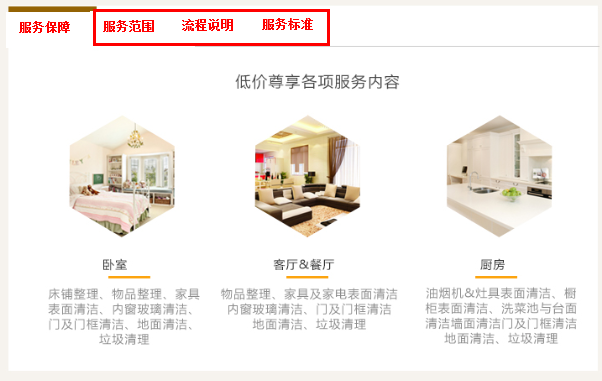 服务保障 服务范围 流程说明 服务标准
低价尊享各项服务内容
卧室
床铺整理、物品整理、家具
表面清洁、内窗玻璃清洁、
门及门框清洁、地面清洁、
垃圾清理
客厅&餐厅
物品整理、家具及家电表面清洁
内窗玻璃清洁、门及门框清洁
地面清洁、垃圾清理
厨房
油烟机&灶具表面清洁、橱
柜表面清洁、洗菜池与台面
清洁墙面清洁门及门框清洁
地面清洁、垃圾清理